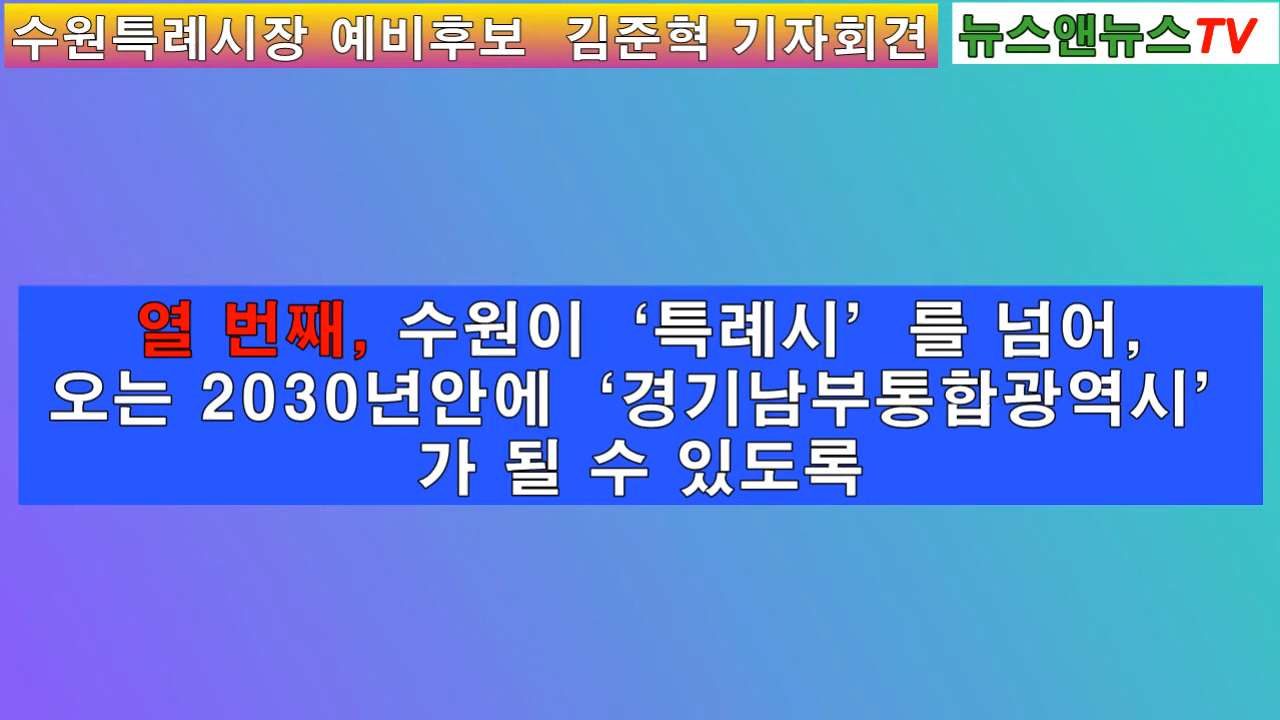 수원특례시장 예비후보 김준혁 기자회견
뉴스앤뉴스TV
열 번째, 수원이 ‘특례시’ 를 넘어,
오는 2030년안에 ‘경기남부통합광역시’
가 될 수 있도록